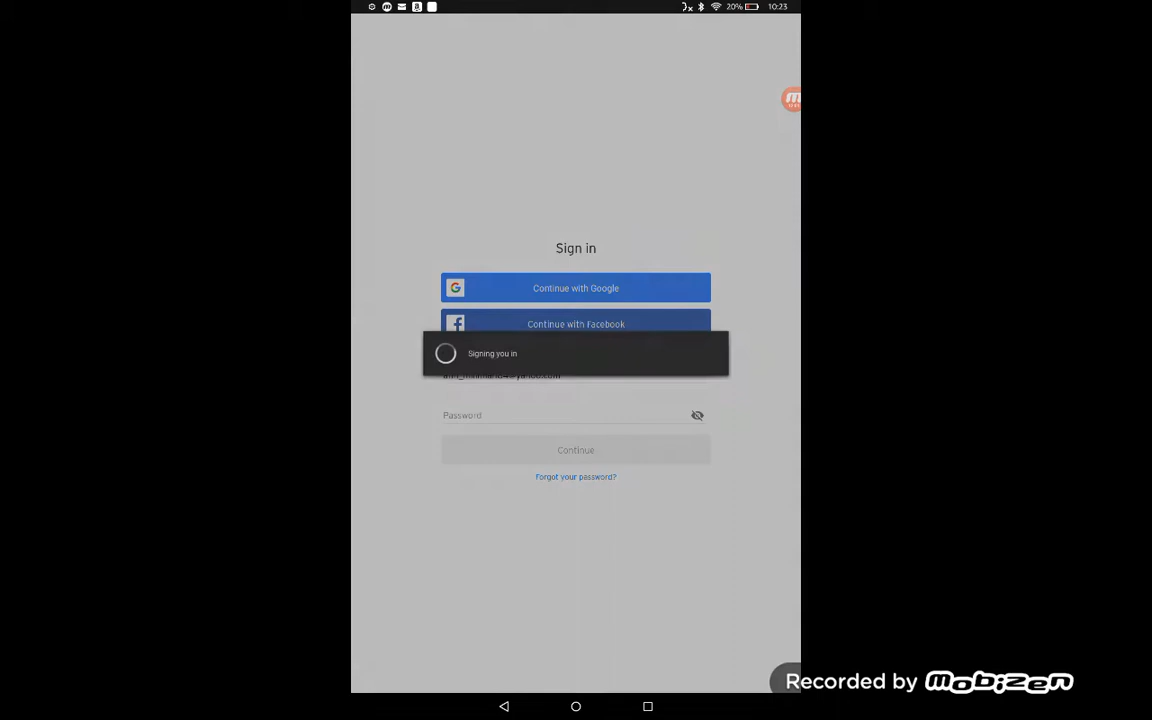 20% 10:23
Sign in
Continue with Google
Continue with Facebook
Signing you in
Password
Continue
Forgot your password?
Recorded by mobizen